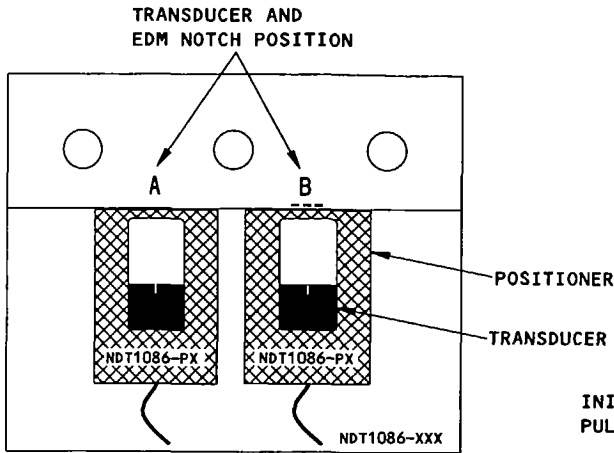 TRANSDUCER AND
EDM NOTCH POSITION
A B
POSITIONER
TRANSDUCER
NDT1086-PX NDT1086-PX
INI
PUL
NDT1086-XXX